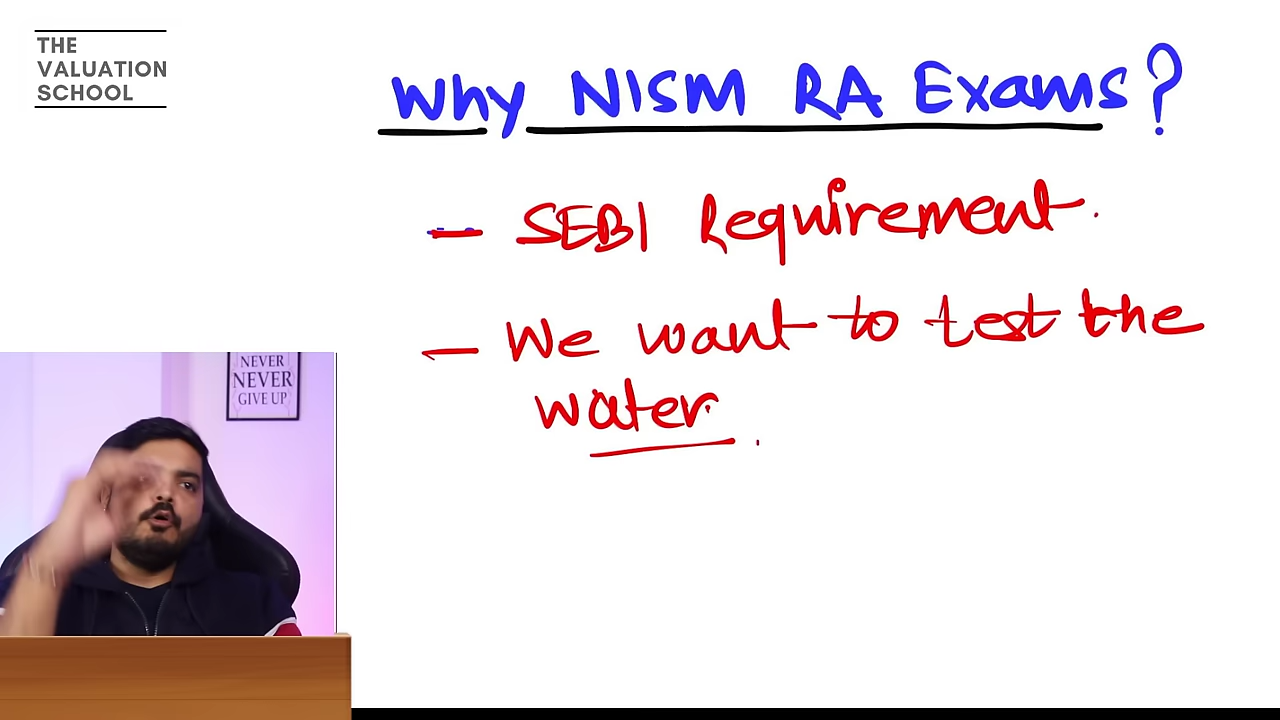 THE
VALUATION
SCHOOL
Why NISM RA Exams?
- SEBI Requirement.
- We want to test the
water.
NEVER
NEVER
GIVE UP